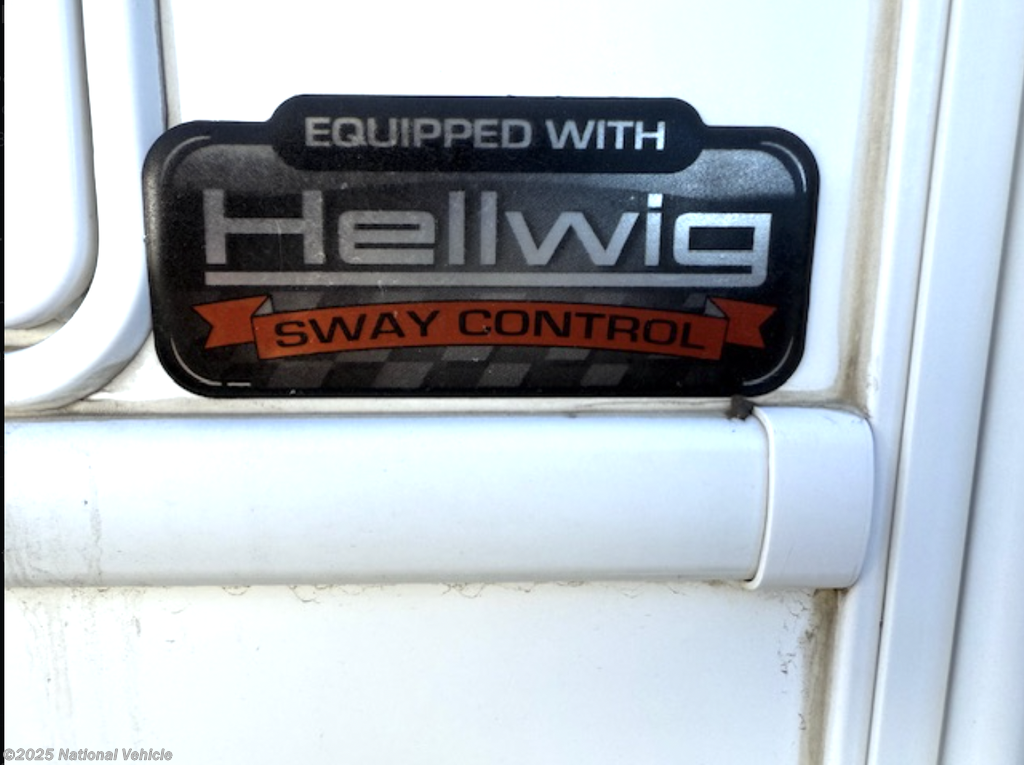 EQUIPPED WITH
Hellwig
SWAY CONTROL
©2025 National Vehicle